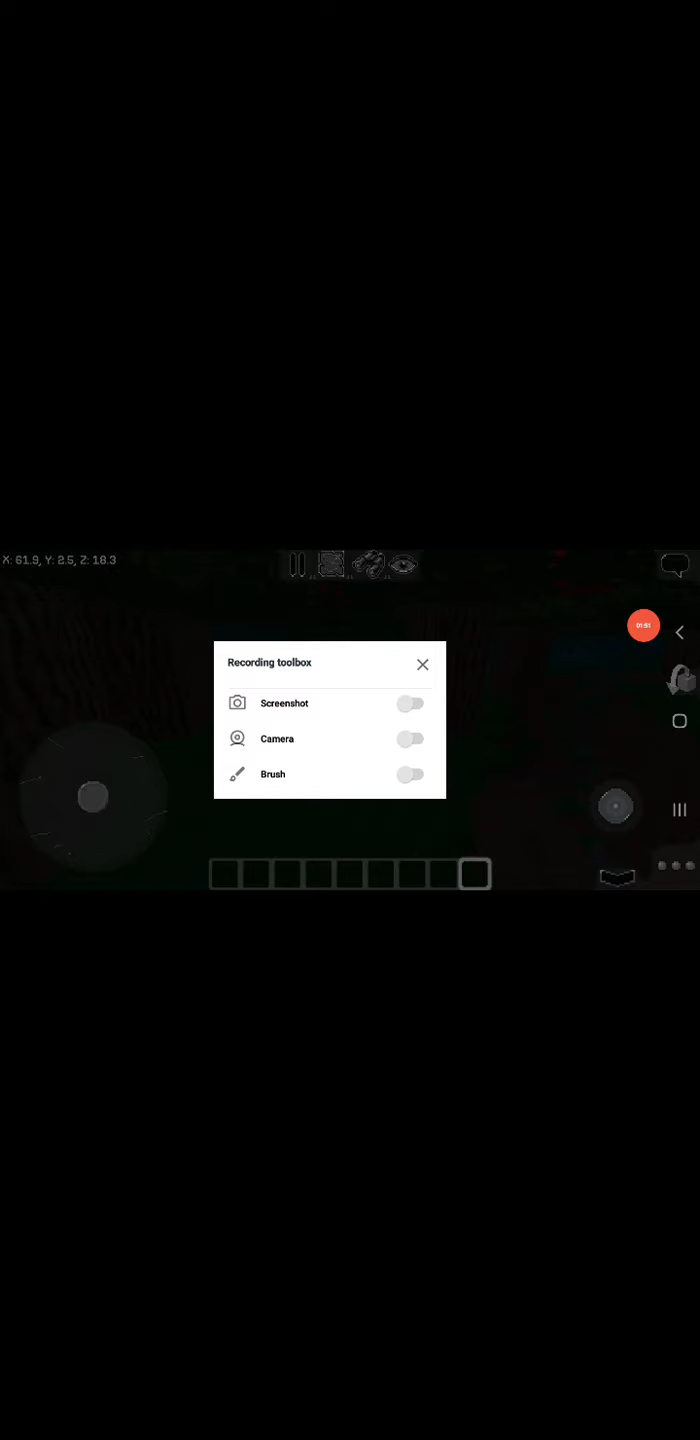 X: 61.9, Y: 2.5, Z: 18.3
01:51
Recording toolbox
Screenshot
Camera
Brush